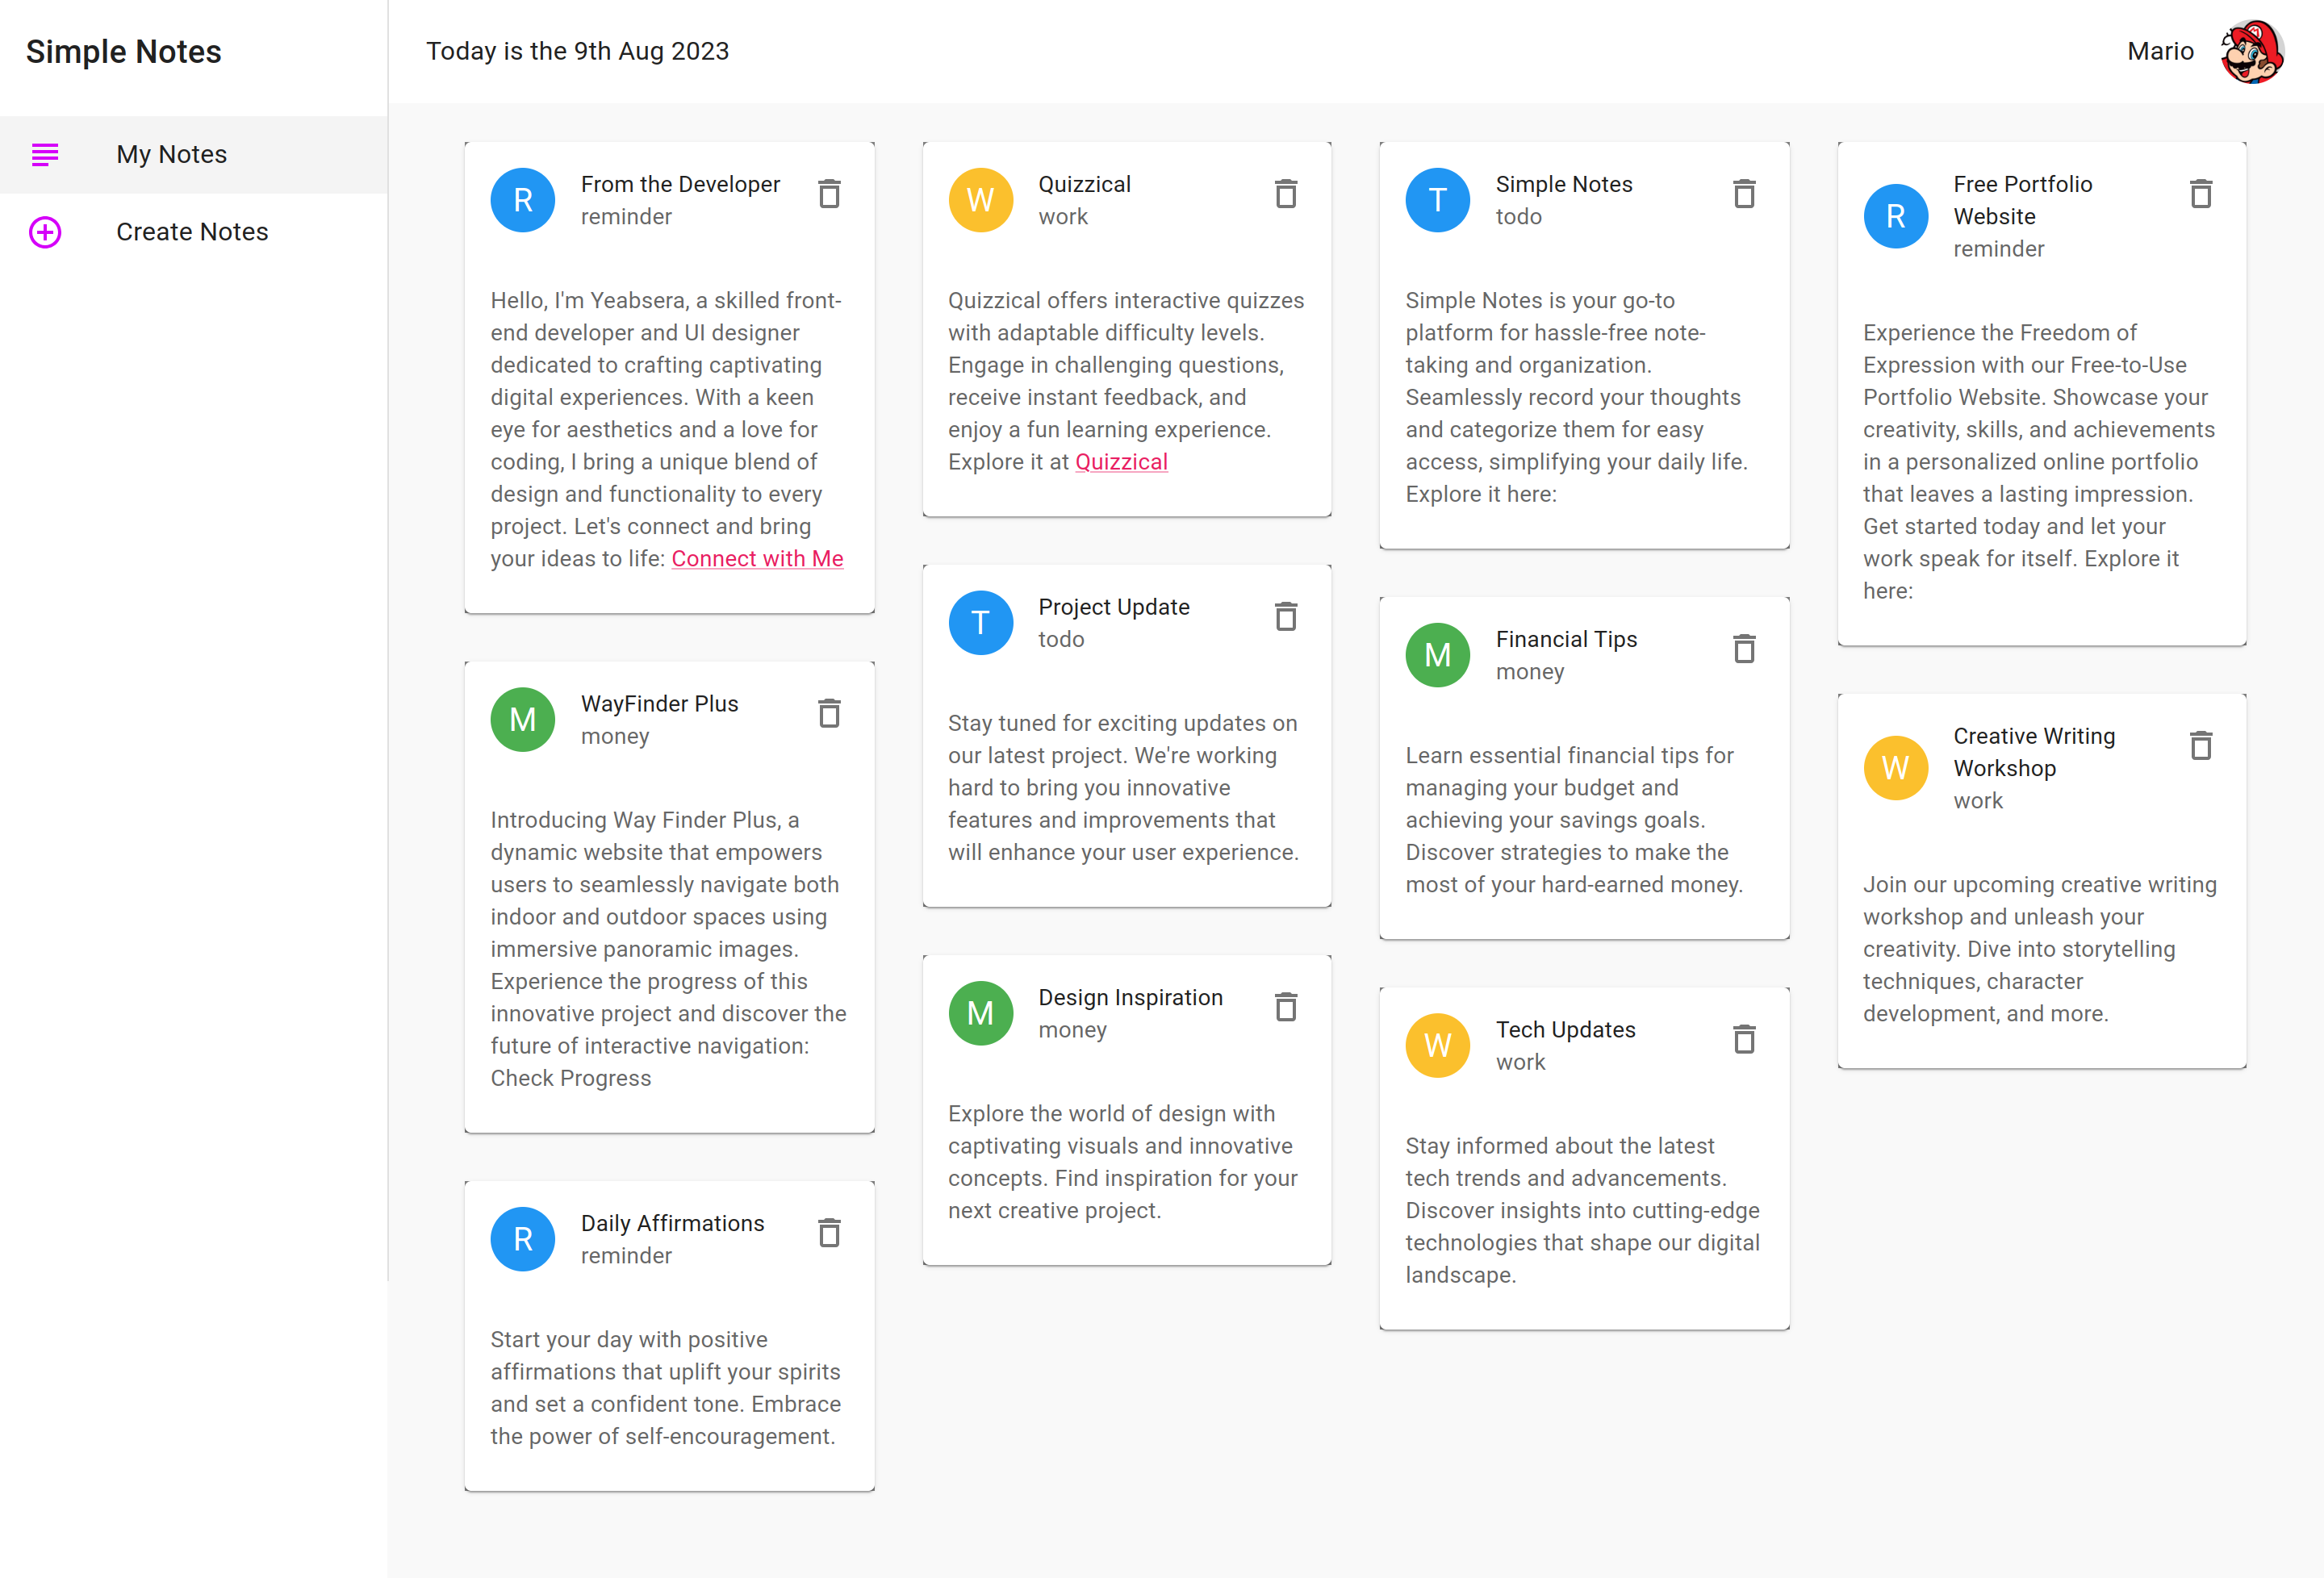 Simple Notes
My Notes
Create Notes
Today is the 9th Aug 2023
Mario
R
From the Developer
reminder
Hello, I'm Yeabsera, a skilled front-
end developer and UI designer
dedicated to crafting captivating
digital experiences. With a keen
eye for aesthetics and a love for
coding, I bring a unique blend of
design and functionality to every
project. Let's connect and bring
your ideas to life: Connect with Me
M
WayFinder Plus
money
Introducing Way Finder Plus, a
dynamic website that empowers
users to seamlessly navigate both
indoor and outdoor spaces using
immersive panoramic images.
Experience the progress of this
innovative project and discover the
future of interactive navigation:
Check Progress
R
Daily Affirmations
reminder
Start your day with positive
affirmations that uplift your spirits
and set a confident tone. Embrace
the power of self-encouragement.
W
Quizzical
work
Quizzical offers interactive quizzes
with adaptable difficulty levels.
Engage in challenging questions,
receive instant feedback, and
enjoy a fun learning experience.
Explore it at Quizzical
T
Project Update
todo
Stay tuned for exciting updates on
our latest project. We're working
hard to bring you innovative
features and improvements that
will enhance your user experience.
M
Design Inspiration
money
Explore the world of design with
captivating visuals and innovative
concepts. Find inspiration for your
next creative project.
T
Simple Notes
todo
Simple Notes is your go-to
platform for hassle-free note-
taking and organization.
Seamlessly record your thoughts
and categorize them for easy
access, simplifying your daily life.
Explore it here:
M
Financial Tips
money
Learn essential financial tips for
managing your budget and
achieving your savings goals.
Discover strategies to make the
most of your hard-earned money.
W
Tech Updates
work
Stay informed about the latest
tech trends and advancements.
Discover insights into cutting-edge
technologies that shape our digital
landscape.
R
Free Portfolio
Website
reminder
Experience the Freedom of
Expression with our Free-to-Use
Portfolio Website. Showcase your
creativity, skills, and achievements
in a personalized online portfolio
that leaves a lasting impression.
Get started today and let your
work speak for itself. Explore it
here:
W
Creative Writing
Workshop
work
Join our upcoming creative writing
workshop and unleash your
creativity. Dive into storytelling
techniques, character
development, and more.